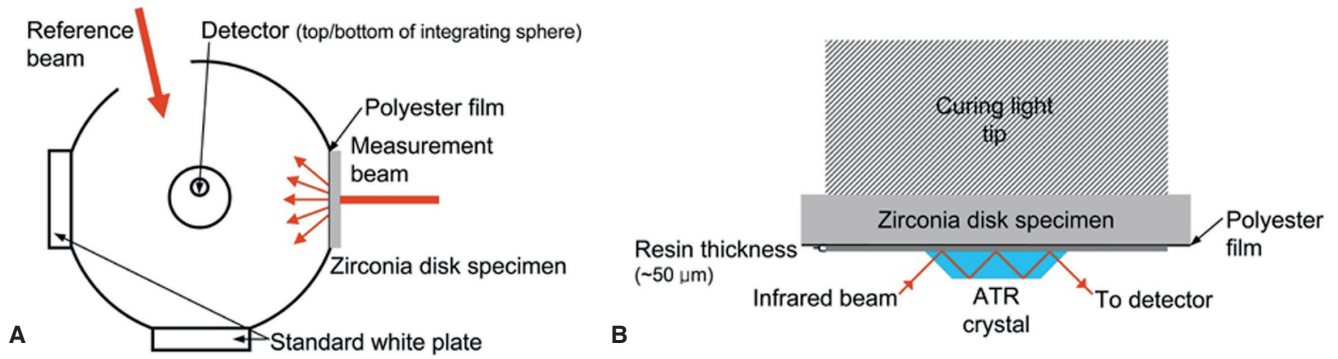 Reference
beam
Detector (top/bottom of integrating sphere)
Polyester film
Measurement
beam
Zirconia disk specimen
Standard white plate
A
Curing light
tip
Zirconia disk specimen
Polyester
film
Resin thickness
(~50 µm)
Infrared beam
ATR
crystal
To detector
B